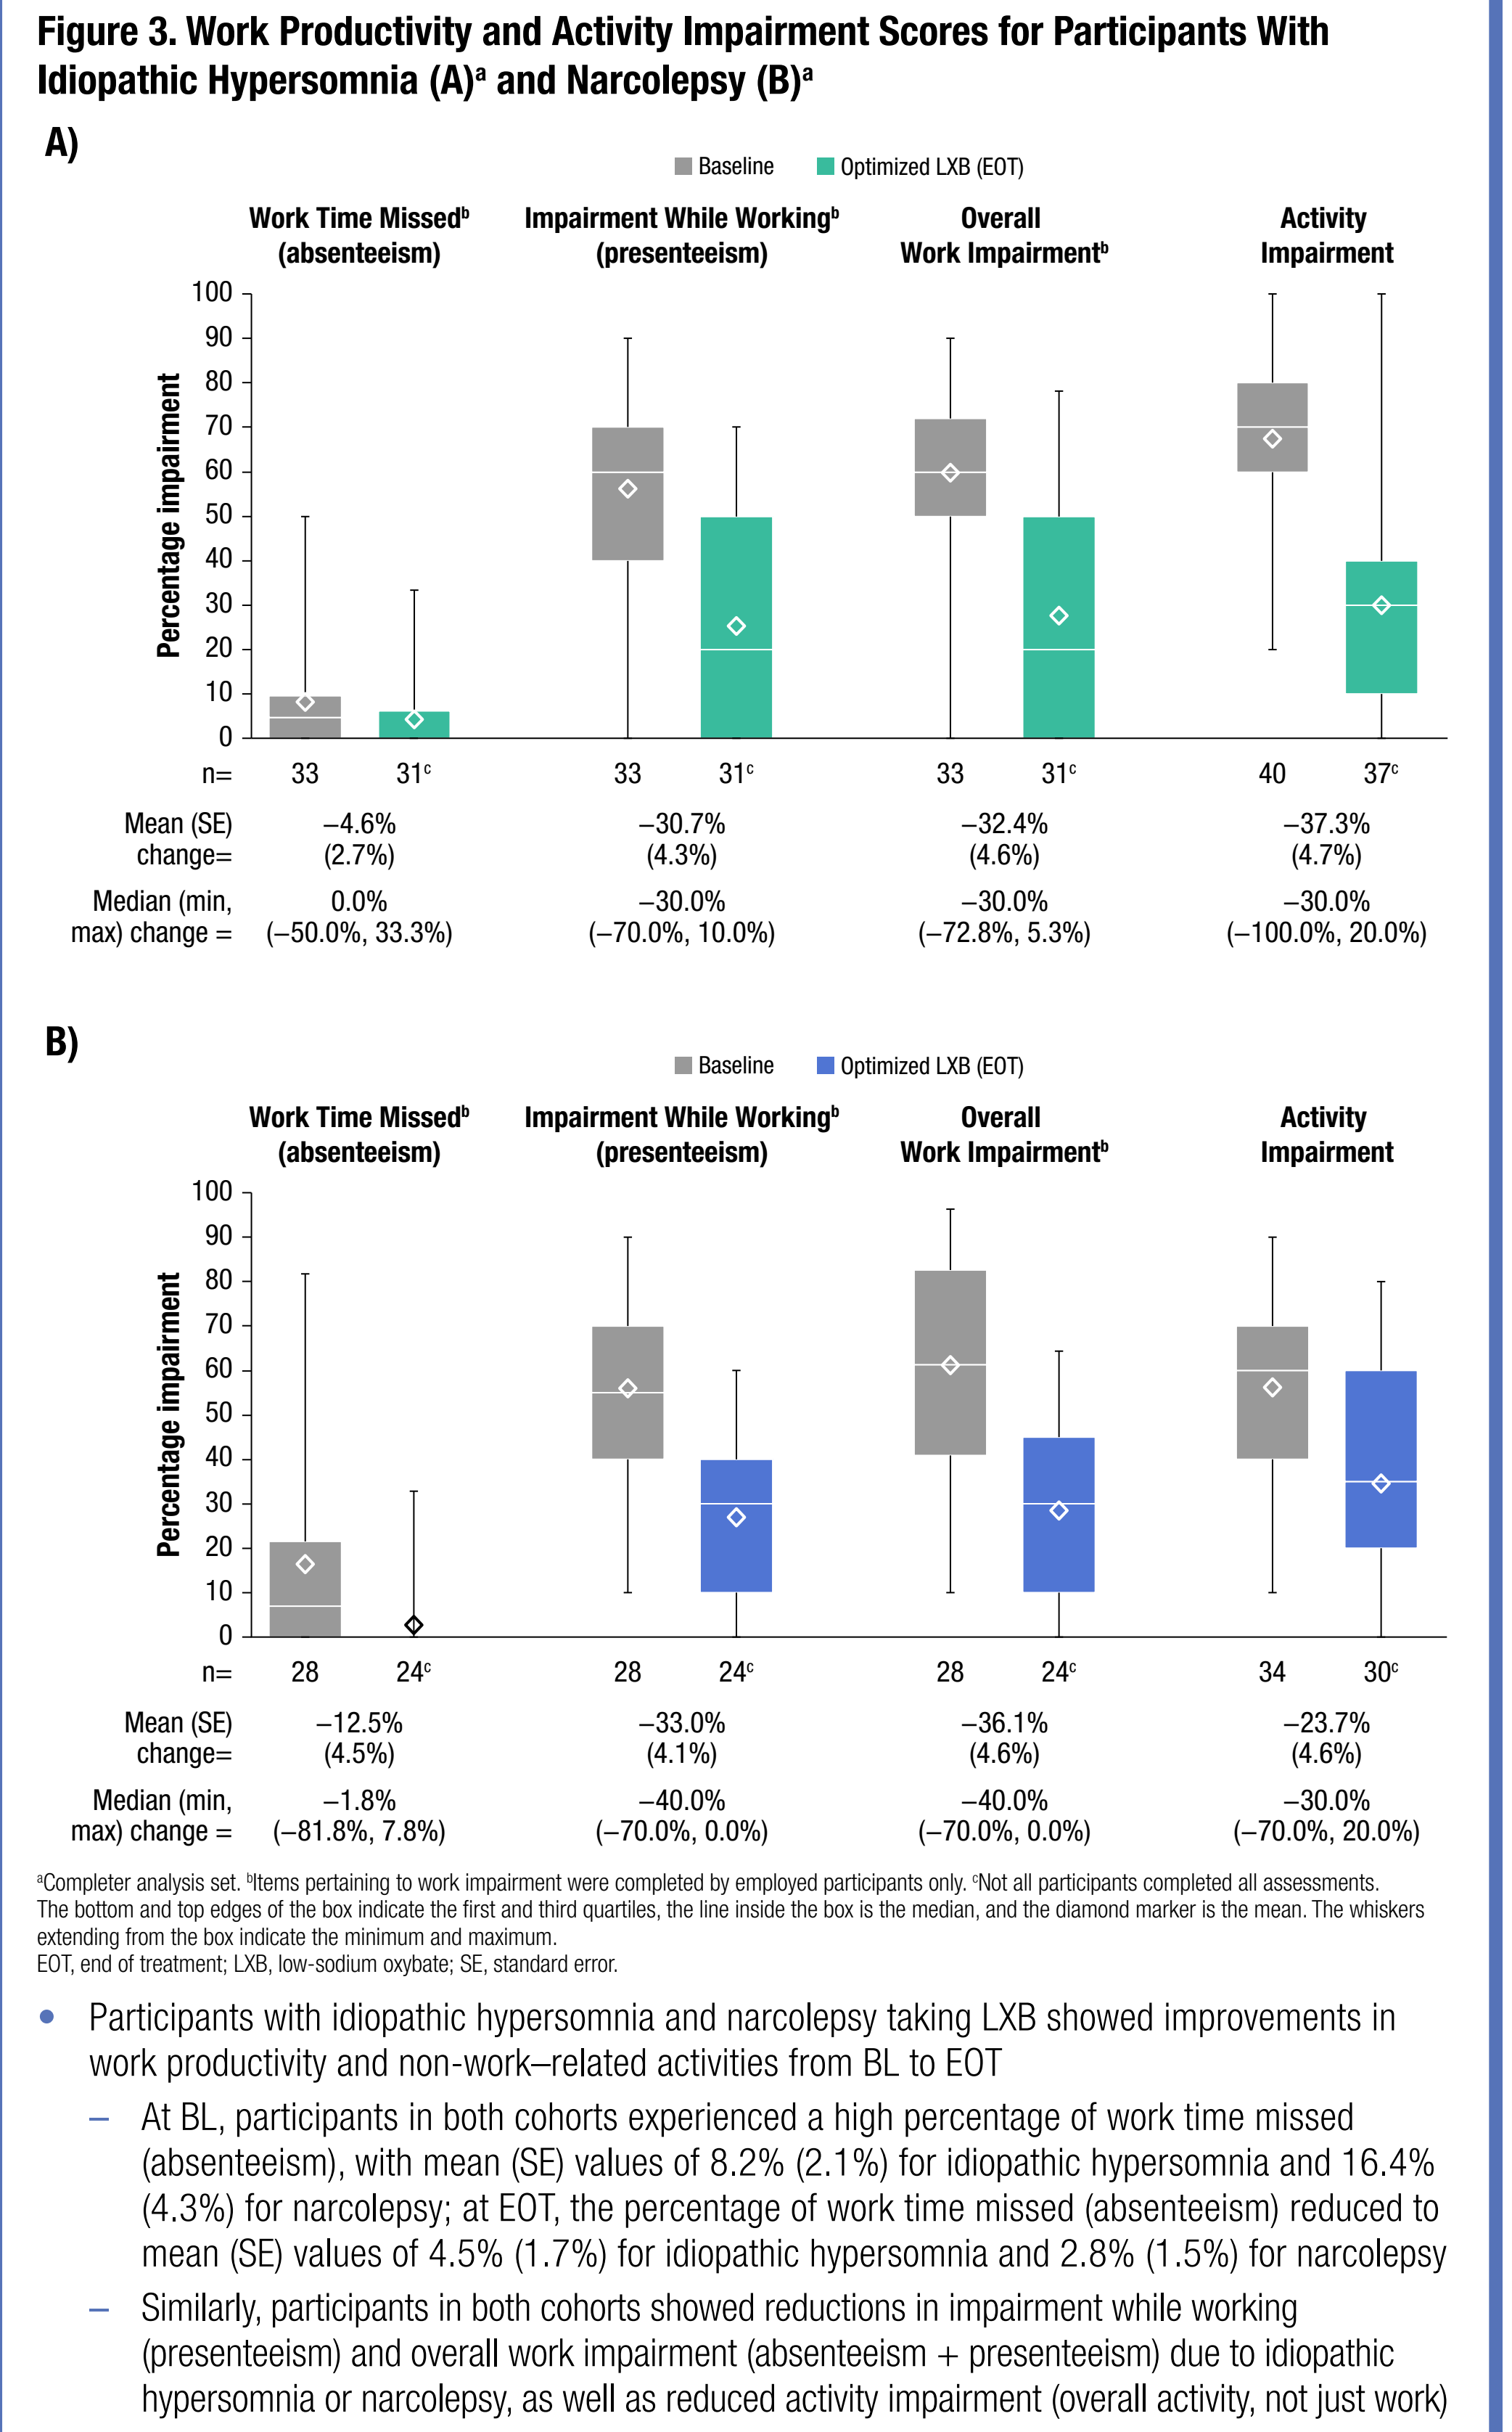 Figure 3. Work Productivity and Activity Impairment Scores for Participants With
Idiopathic Hypersomnia (A)ᵃ and Narcolepsy (B)ᵃ
A)
Baseline Optimized LXB (EOT)
Work Time Missedᵇ Impairment While Workingᵇ Overall Activity
(absenteeism) (presenteeism) Work Impairmentᵇ Impairment
Percentage impairment
100
90
80
70
60
50
40
30
20
10
0
n= 33 31ᶜ 33 31ᶜ 33 31ᶜ 40 37ᶜ
Mean (SE) –4.6% –30.7% –32.4% –37.3%
change= (2.7%) (4.3%) (4.6%) (4.7%)
Median (min, 0.0% –30.0% –30.0% –30.0%
max) change = (–50.0%, 33.3%) (–70.0%, 10.0%) (–72.8%, 5.3%) (–100.0%, 20.0%)
B)
Baseline Optimized LXB (EOT)
Work Time Missedᵇ Impairment While Workingᵇ Overall Activity
(absenteeism) (presenteeism) Work Impairmentᵇ Impairment
Percentage impairment
100
90
80
70
60
50
40
30
20
10
0
n= 28 24ᶜ 28 24ᶜ 28 24ᶜ 34 30ᶜ
Mean (SE) –12.5% –33.0% –36.1% –23.7%
change= (4.5%) (4.1%) (4.6%) (4.6%)
Median (min, –1.8% –40.0% –40.0% –30.0%
max) change = (–81.8%, 7.8%) (–70.0%, 0.0%) (–70.0%, 0.0%) (–70.0%, 20.0%)
ᵃCompleter analysis set. ᵇItems pertaining to work impairment were completed by employed participants only. ᶜNot all participants completed all assessments.
The bottom and top edges of the box indicate the first and third quartiles, the line inside the box is the median, and the diamond marker is the mean. The whiskers
extending from the box indicate the minimum and maximum.
EOT, end of treatment; LXB, low-sodium oxybate; SE, standard error.
• Participants with idiopathic hypersomnia and narcolepsy taking LXB showed improvements in
work productivity and non-work–related activities from BL to EOT
– At BL, participants in both cohorts experienced a high percentage of work time missed
(absenteeism), with mean (SE) values of 8.2% (2.1%) for idiopathic hypersomnia and 16.4%
(4.3%) for narcolepsy; at EOT, the percentage of work time missed (absenteeism) reduced to
mean (SE) values of 4.5% (1.7%) for idiopathic hypersomnia and 2.8% (1.5%) for narcolepsy
– Similarly, participants in both cohorts showed reductions in impairment while working
(presenteeism) and overall work impairment (absenteeism + presenteeism) due to idiopathic
hypersomnia or narcolepsy, as well as reduced activity impairment (overall activity, not just work)